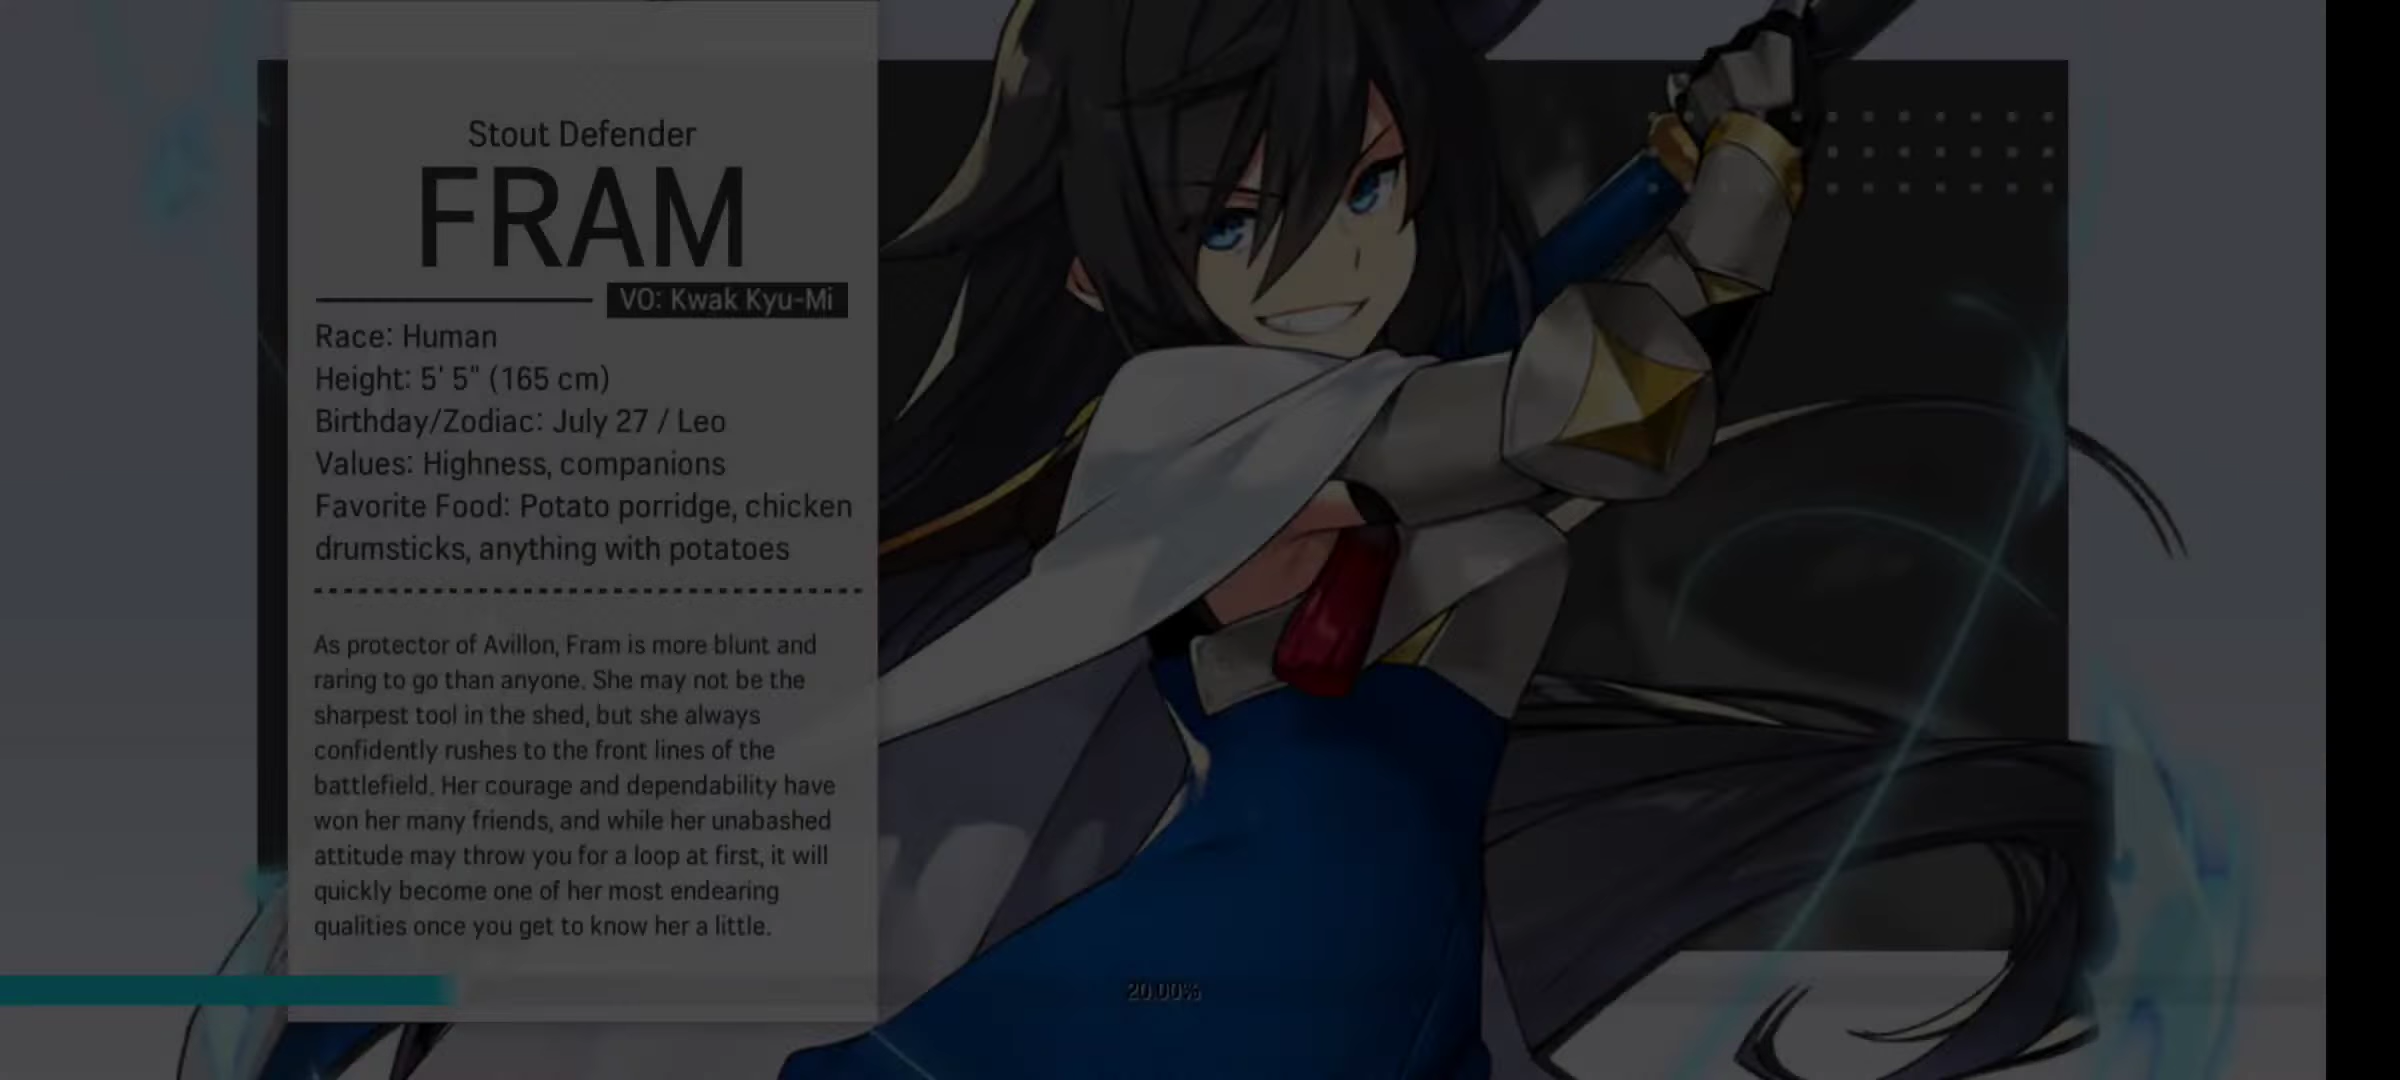 Stout Defender
FRAM
VO: Kwak Kyu-Mi
Race: Human
Height: 5' 5" (165 cm)
Birthday/Zodiac: July 27 / Leo
Values: Highness, companions
Favorite Food: Potato porridge, chicken
drumsticks, anything with potatoes
As protector of Avillon, Fram is more blunt and
raring to go than anyone. She may not be the
sharpest tool in the shed, but she always
confidently rushes to the front lines of the
battlefield. Her courage and dependability have
won her many friends, and while her unabashed
attitude may throw you for a loop at first, it will
quickly become one of her most endearing
qualities once you get to know her a little.
20.00%